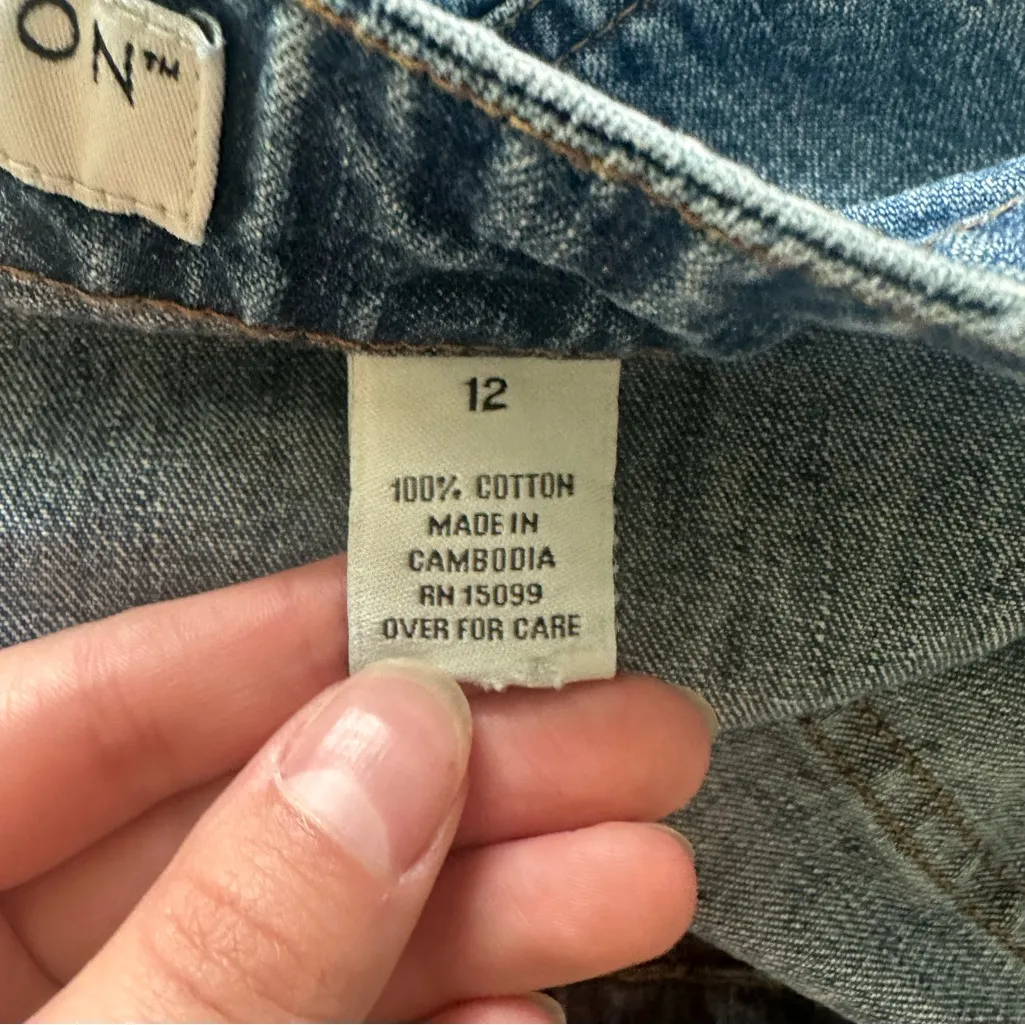 ON™
12
100% COTTON
MADE IN
CAMBODIA
RN 15099
OVER FOR CARE